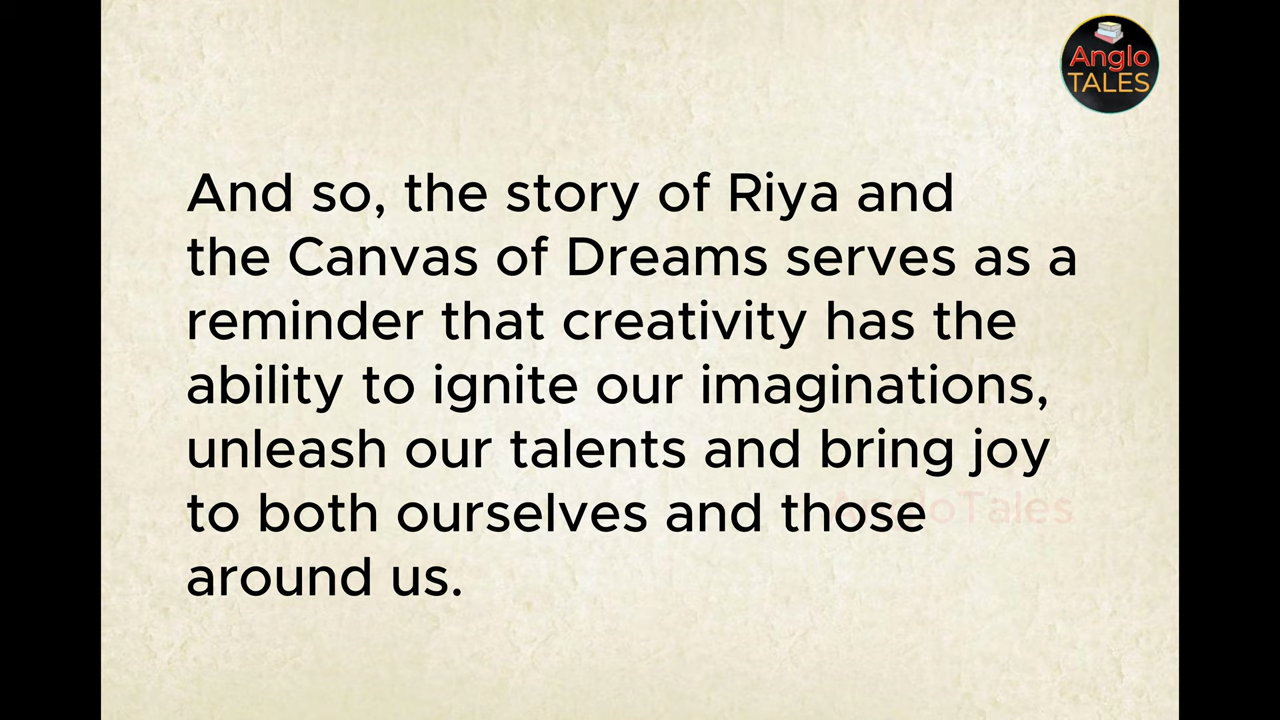 Anglo
TALES
And so, the story of Riya and
the Canvas of Dreams serves as a
reminder that creativity has the
ability to ignite our imaginations,
unleash our talents and bring joy
to both ourselves and those
AngloTales
around us.